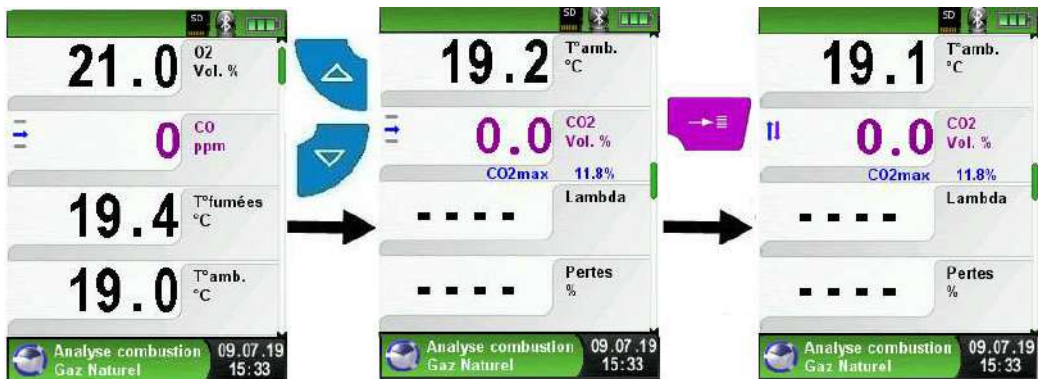 SD
21.0 O2
Vol. %
0 CO
ppm
19.4 T°fumées
°C
19.0 T°amb.
°C
Analyse combustion 09.07.19
Gaz Naturel 15:33
SD
19.2 T°amb.
°C
0.0 CO2
Vol. %
CO2max 11.8%
---- Lambda
---- Pertes
%
Analyse combustion 09.07.19
Gaz Naturel 15:33
SD
19.1 T°amb.
°C
0.0 CO2
Vol. %
CO2max 11.8%
---- Lambda
---- Pertes
%
Analyse combustion 09.07.19
Gaz Naturel 15:33